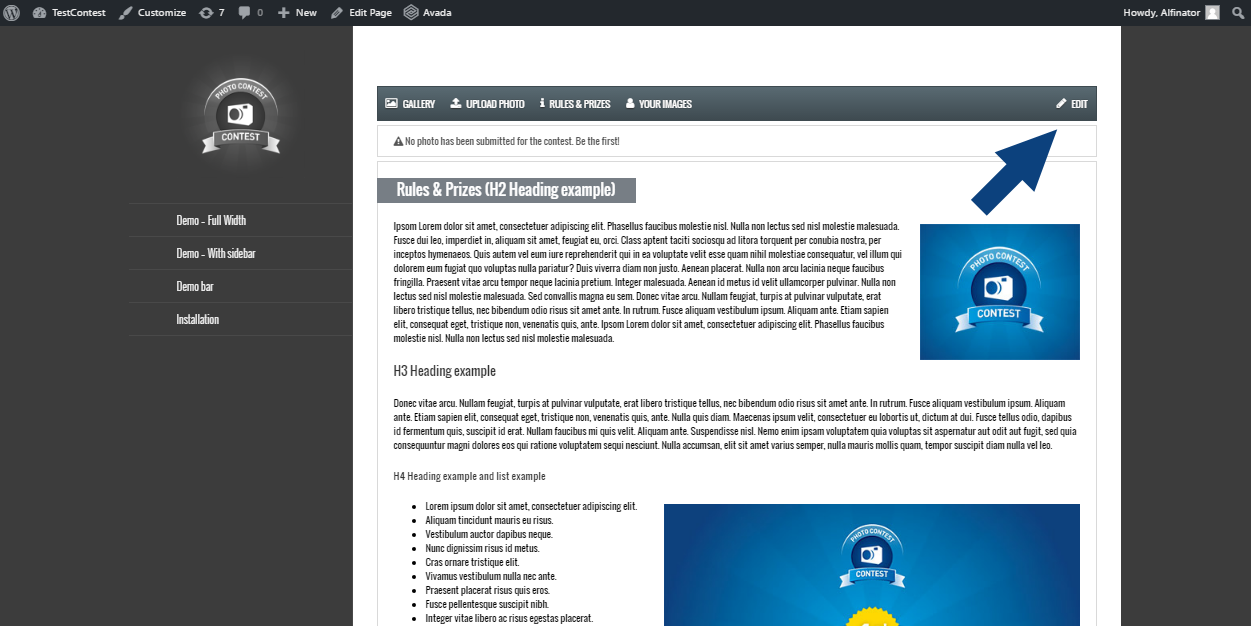 TestContest Customize 7 0 New Edit Page Avada Howdy, Alfinator
PHOTO CONTEST
CONTEST
Demo – Full Width
Demo – With sidebar
Demo bar
Installation
GALLERY UPLOAD PHOTO RULES & PRIZES YOUR IMAGES EDIT
No photo has been submitted for the contest. Be the first!
Rules & Prizes (H2 Heading example)
Ipsom Lorem dolor sit amet, consectetuer adipiscing elit. Phasellus faucibus molestie nisl. Nulla non lectus sed nisl molestie malesuada.
Fusce dui leo, imperdiet in, aliquam sit amet, feugiat eu, orci. Class aptent taciti sociosqu ad litora torquent per conubia nostra, per
inceptos hymenaeos. Quis autem vel eum iure reprehenderit qui in ea voluptate velit esse quam nihil molestiae consequatur, vel illum qui
dolorem eum fugiat quo voluptas nulla pariatur? Duis viverra diam non justo. Aenean placerat. Nulla non arcu lacinia neque faucibus
fringilla. Praesent vitae arcu tempor neque lacinia pretium. Integer malesuada. Aenean id metus id velit ullamcorper pulvinar. Nulla non
lectus sed nisl molestie malesuada. Sed convallis magna eu sem. Donec vitae arcu. Nullam feugiat, turpis at pulvinar vulputate, erat
libero tristique tellus, nec bibendum odio risus sit amet ante. In rutrum. Fusce aliquam vestibulum ipsum. Aliquam ante. Etiam sapien
elit, consequat eget, tristique non, venenatis quis, ante. Ipsom Lorem dolor sit amet, consectetuer adipiscing elit. Phasellus faucibus
molestie nisl. Nulla non lectus sed nisl molestie malesuada.
PHOTO CONTEST
CONTEST
H3 Heading example
Donec vitae arcu. Nullam feugiat, turpis at pulvinar vulputate, erat libero tristique tellus, nec bibendum odio risus sit amet ante. In rutrum. Fusce aliquam vestibulum ipsum. Aliquam
ante. Etiam sapien elit, consequat eget, tristique non, venenatis quis, ante. Nulla quis diam. Maecenas ipsum velit, consectetuer eu lobortis ut, dictum at dui. Fusce tellus odio, dapibus
id fermentum quis, suscipit id erat. Nullam faucibus mi quis velit. Aliquam ante. Suspendisse nisl. Nemo enim ipsam voluptatem quia voluptas sit aspernatur aut odit aut fugit, sed quia
consequuntur magni dolores eos qui ratione voluptatem sequi nesciunt. Nulla accumsan, elit sit amet varius semper, nulla mauris mollis quam, tempor suscipit diam nulla vel leo.
H4 Heading example and list example
Lorem ipsum dolor sit amet, consectetuer adipiscing elit.
Aliquam tincidunt mauris eu risus.
Vestibulum auctor dapibus neque.
Nunc dignissim risus id metus.
Cras ornare tristique elit.
Vivamus vestibulum nulla nec ante.
Praesent placerat risus quis eros.
Fusce pellentesque suscipit nibh.
Integer vitae libero ac risus egestas placerat.
PHOTO CONTEST
CONTEST